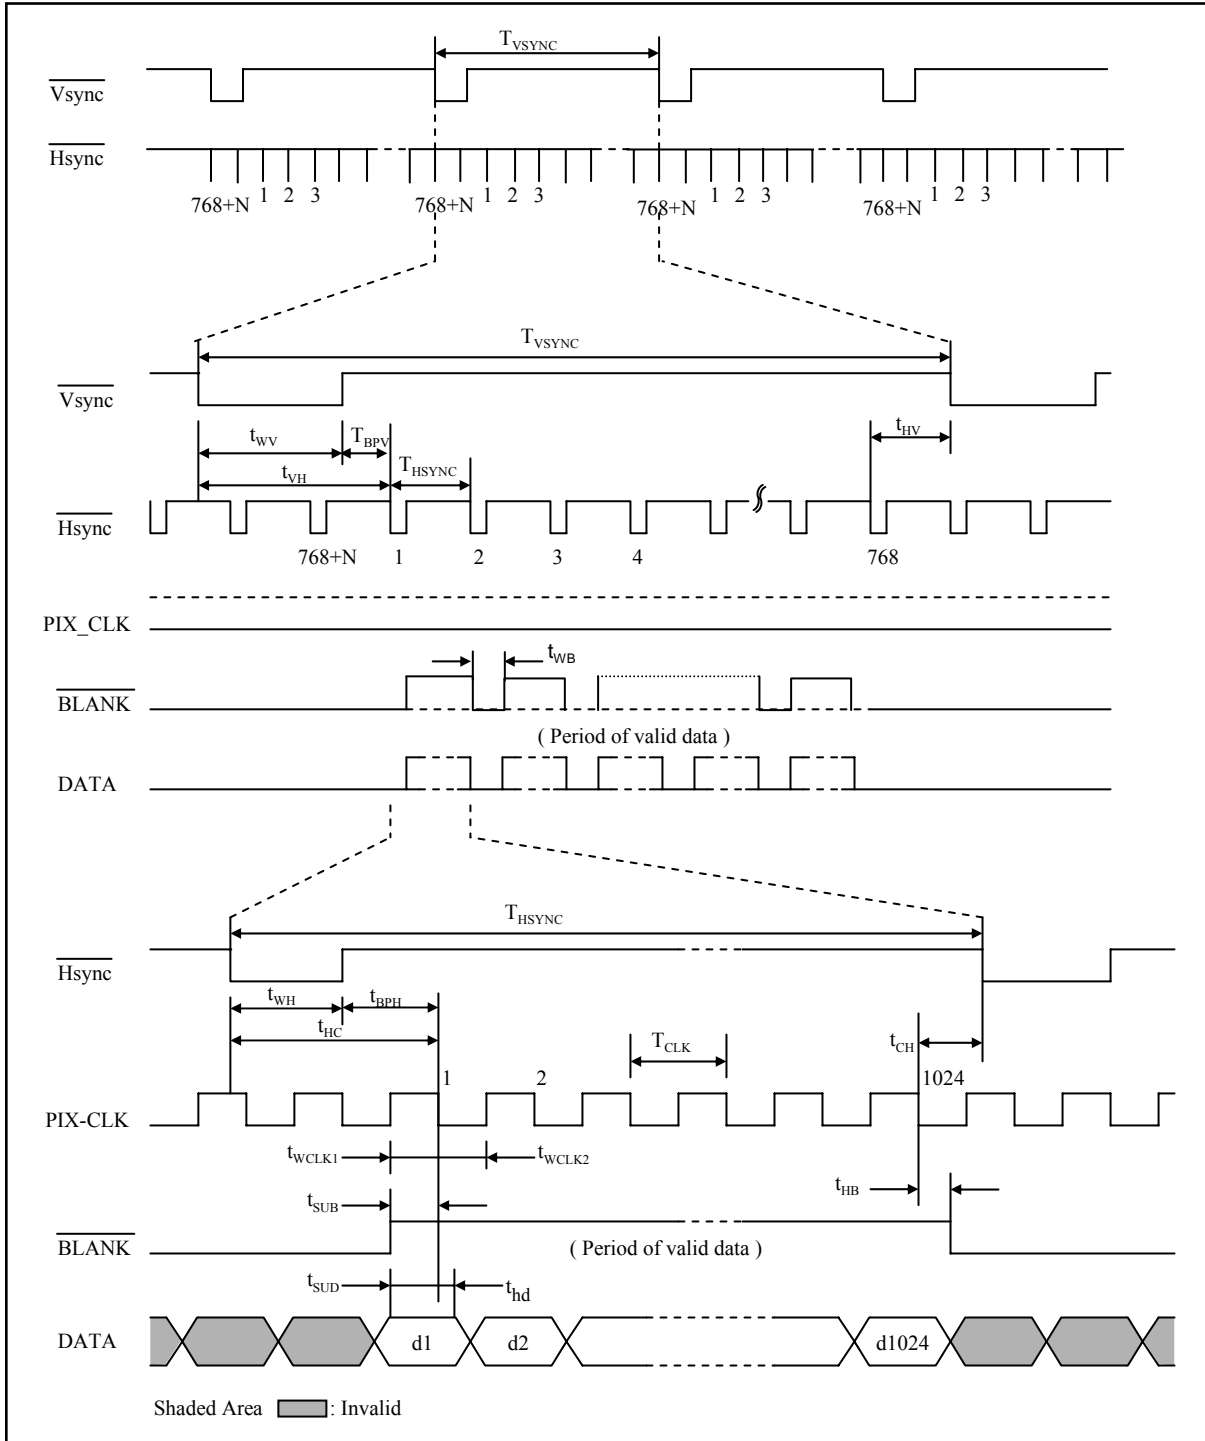 T_VSYNC
Vsync
Hsync
768+N 1 2 3 768+N 1 2 3 768+N 1 2 3 768+N 1 2 3
T_VSYNC
Vsync
t_WV T_BPV t_HV
t_VH T_HSYNC
Hsync
768+N 1 2 3 4 768
PIX_CLK
t_WB
BLANK
( Period of valid data )
DATA
T_HSYNC
Hsync
t_WH t_BPH
t_HC T_CLK t_CH
1 2 1024
PIX-CLK
t_WCLK1 t_WCLK2
t_HB
t_SUB
BLANK ( Period of valid data )
t_SUD t_hd
DATA d1 d2 d1024
Shaded Area : Invalid